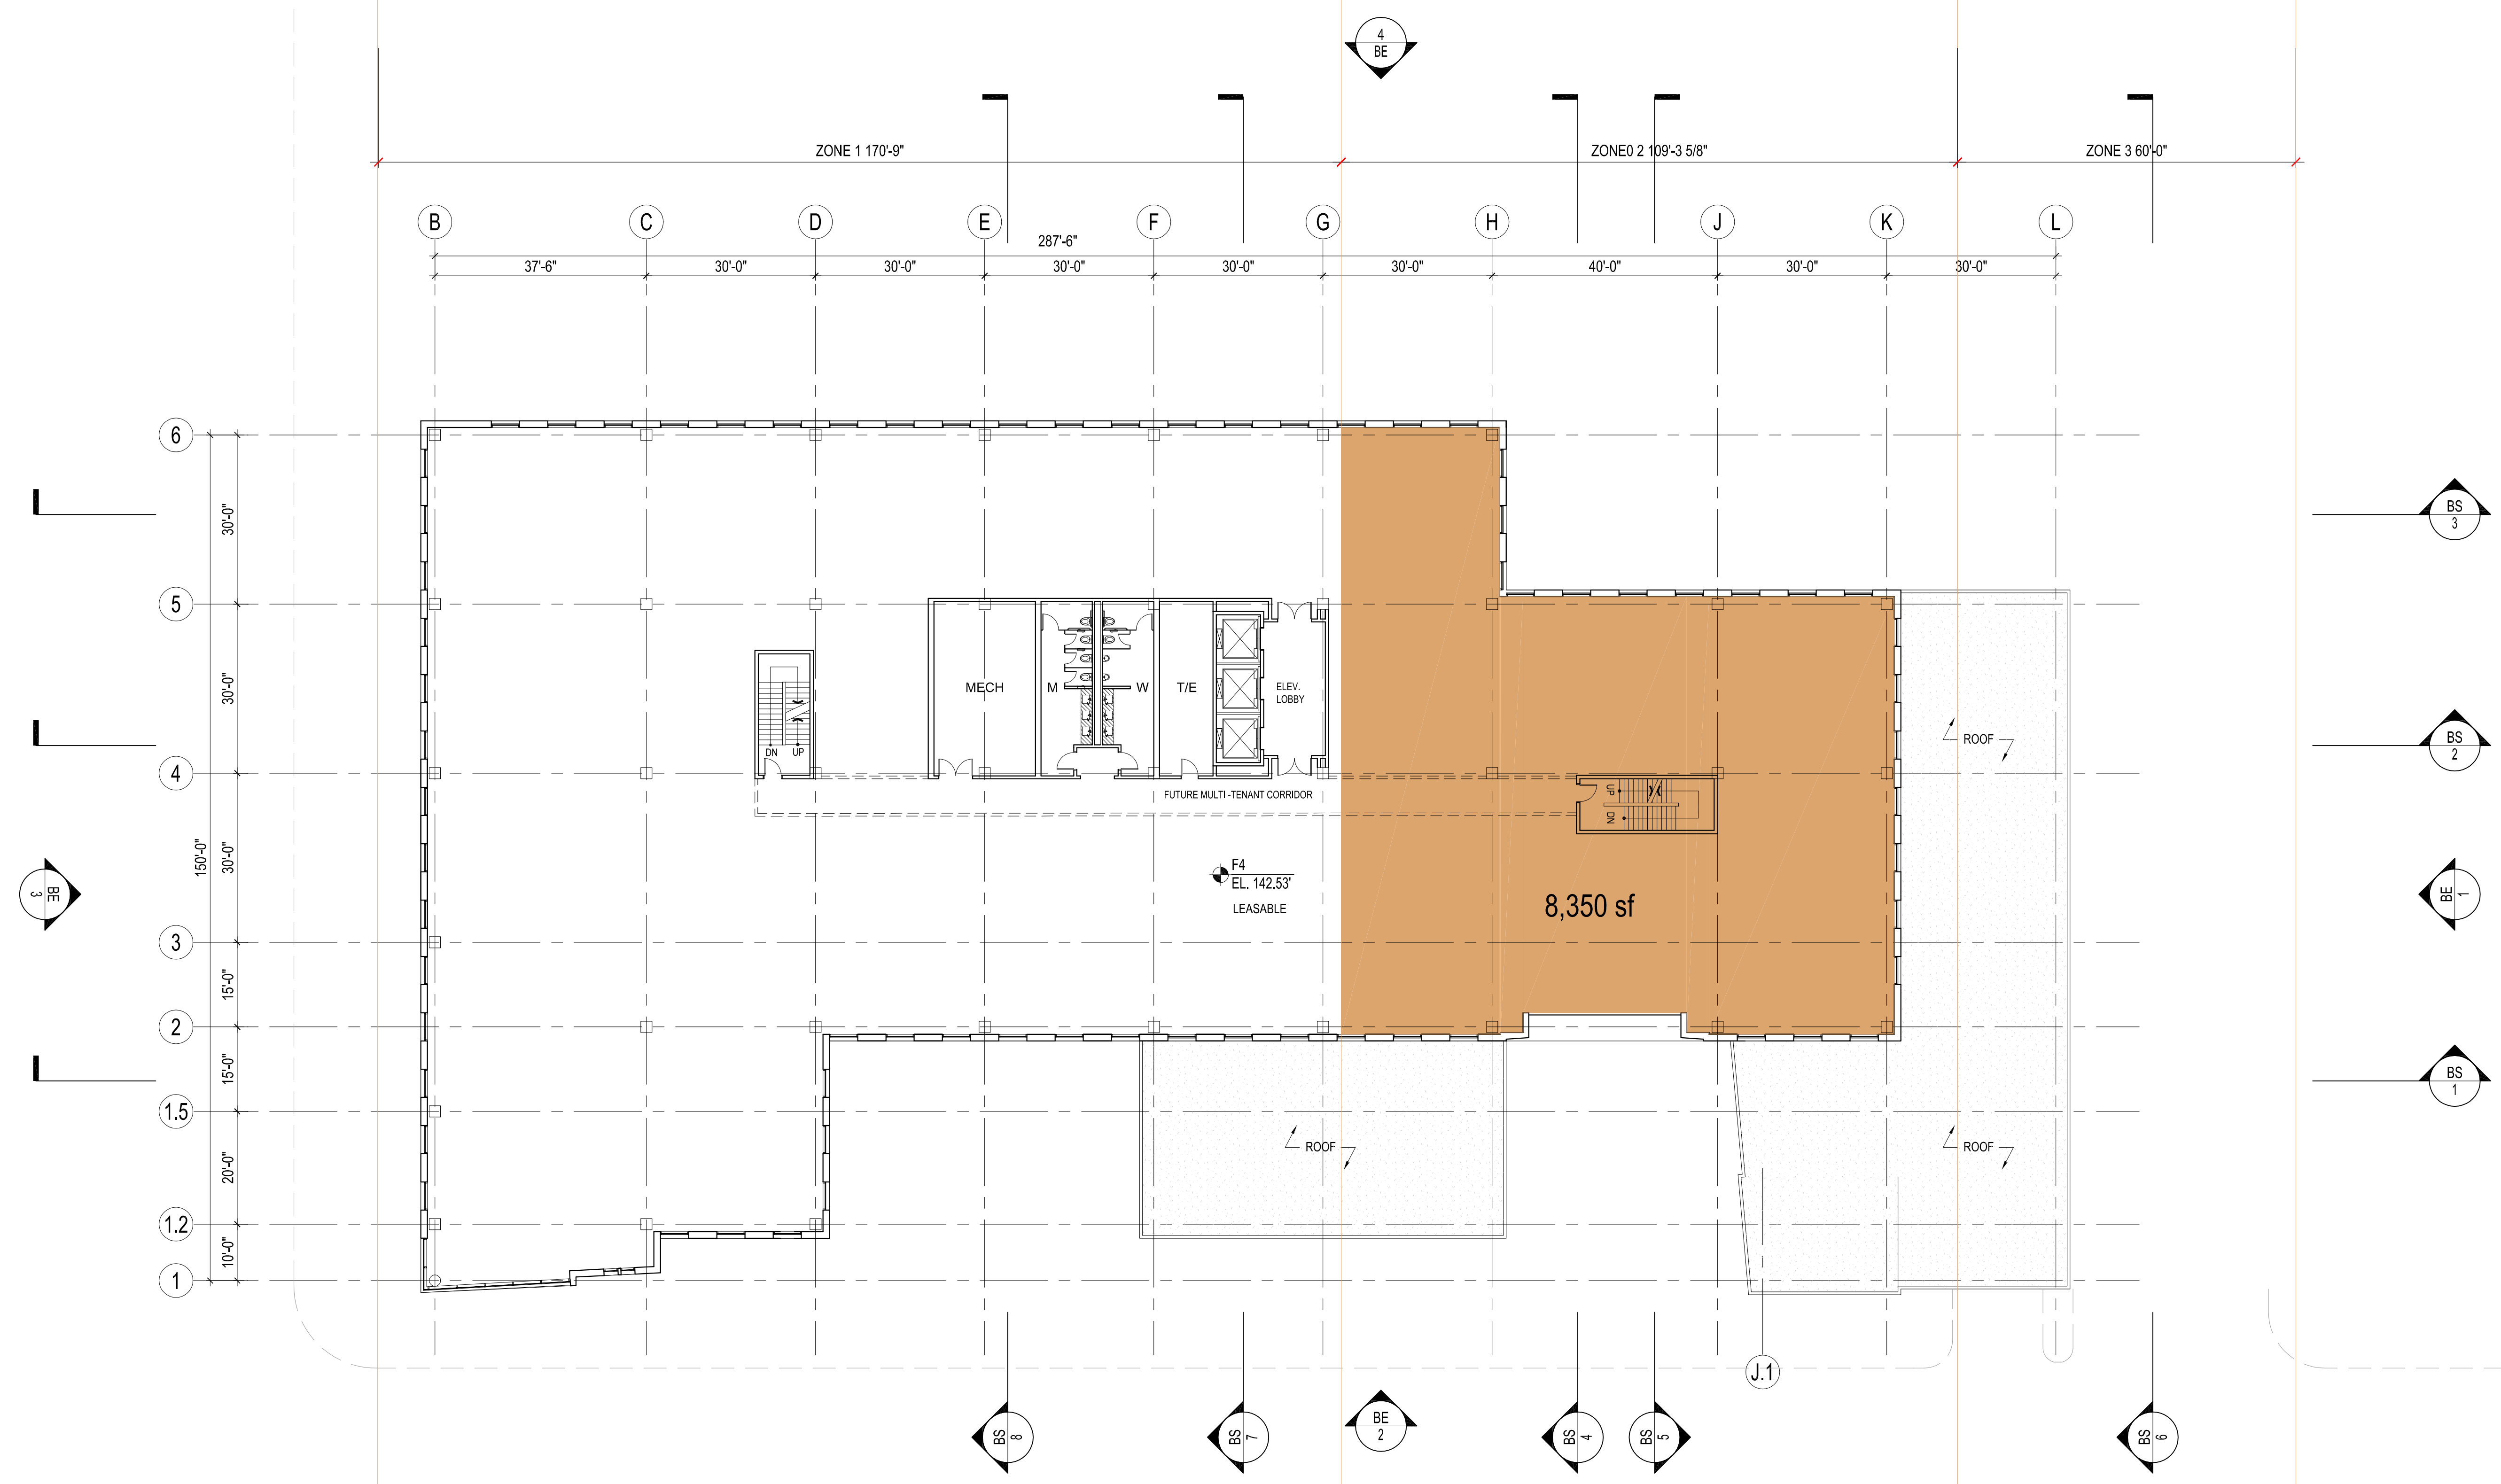 4
BE
ZONE 1 170'-9"
ZONE0 2 109'-3 5/8"
ZONE 3 60'-0"
B
C
D
E
F
G
H
J
K
L
287'-6"
37'-6"
30'-0"
30'-0"
30'-0"
30'-0"
30'-0"
40'-0"
30'-0"
30'-0"
6
5
4
3
2
1.5
1.2
1
150'-0"
30'-0"
30'-0"
30'-0"
15'-0"
15'-0"
20'-0"
10'-0"
BS
3
BS
2
BE
1
BS
1
BE
3
MECH
M
W
T/E
ELEV.
LOBBY
DN
UP
FUTURE MULTI -TENANT CORRIDOR
UP
DN
F4
EL. 142.53'
LEASABLE
8,350 sf
ROOF
ROOF
ROOF
J.1
BS
8
BS
7
BE
2
BS
4
BS
5
BS
6